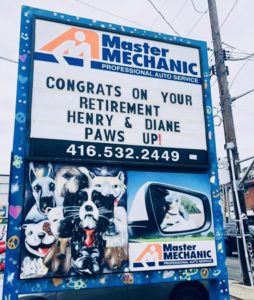 Master
MECHANIC
PROFESSIONAL AUTO SERVICE
CONGRATS ON YOUR
RETIREMENT
HENRY & DIANE
PAWS UP!
416.532.2449
Master
MECHANIC
PROFESSIONAL AUTO SERVICE